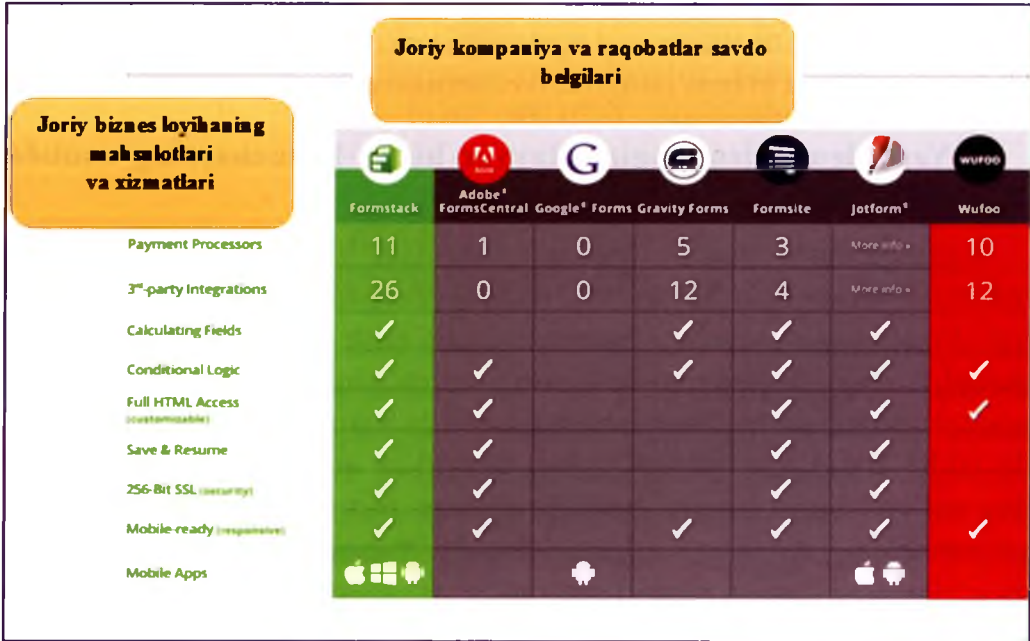 Joriy kompaniya va raqobatlar savdo
belgilari
Joriy biznes loyihaning
mahsulotlari
va xizmatlari
G
WUFOO
Formstack Adobe® FormsCentral Google® Forms Gravity Forms Formsite Jotform® Wufoo
Payment Processors 11 1 0 5 3 More info » 10
3rd-party Integrations 26 0 0 12 4 More info » 12
Calculating Fields ✓ ✓ ✓ ✓
Conditional Logic ✓ ✓ ✓ ✓ ✓ ✓
Full HTML Access ✓ ✓ ✓ ✓ ✓
(customizable)
Save & Resume ✓ ✓ ✓ ✓
256-Bit SSL (security) ✓ ✓ ✓ ✓
Mobile-ready (responsive) ✓ ✓ ✓ ✓ ✓ ✓
Mobile Apps